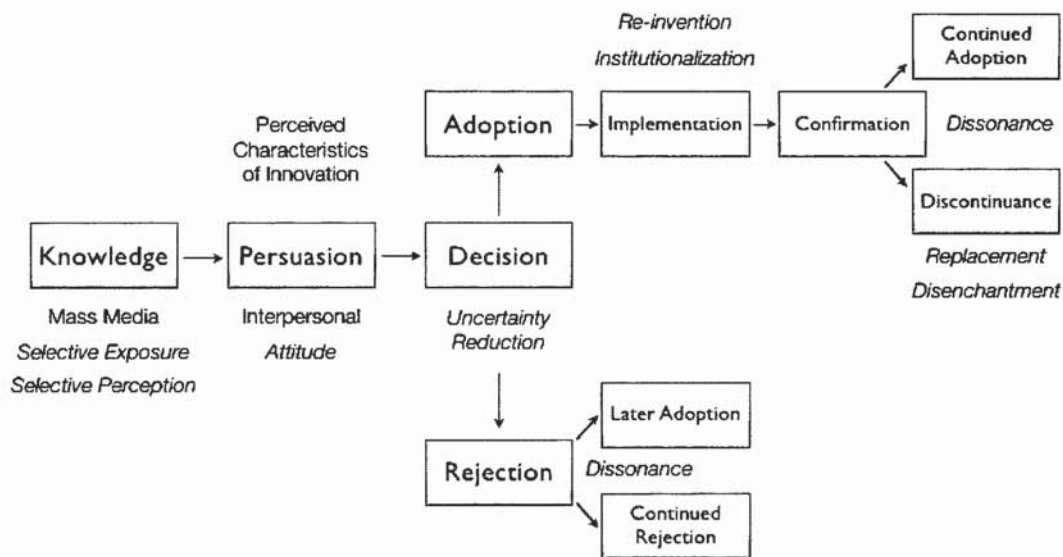 Re-invention
Institutionalization
Continued
Adoption
Perceived
Characteristics
of Innovation
Adoption
Implementation
Confirmation
Dissonance
Discontinuance
Replacement
Disenchantment
Knowledge
Persuasion
Decision
Mass Media
Selective Exposure
Selective Perception
Interpersonal
Attitude
Uncertainty
Reduction
Later Adoption
Rejection
Dissonance
Continued
Rejection